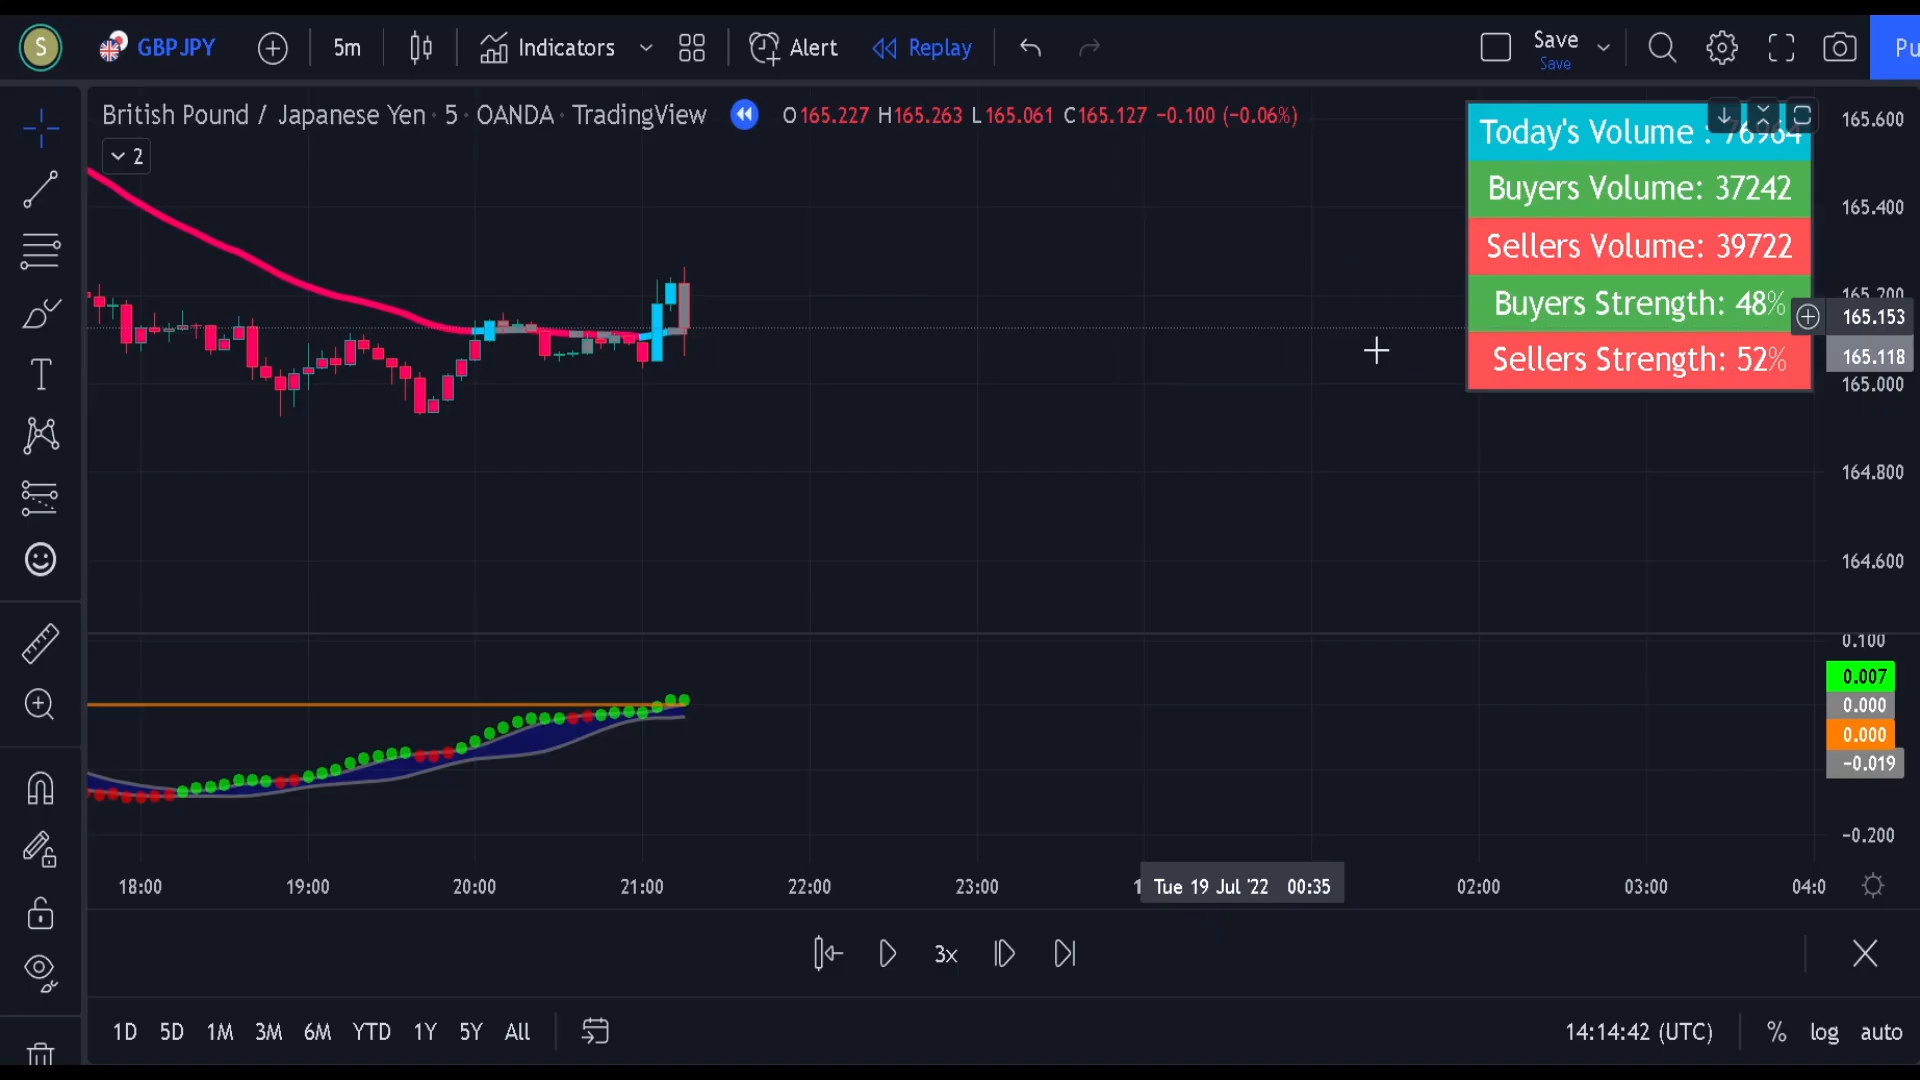 S GBPJPY 5m Indicators Alert Replay Save Pu
Save
British Pound / Japanese Yen · 5 · OANDA · TradingView O165.227 H165.263 L165.061 C165.127 −0.100 (−0.06%)
2
Today's Volume : 76964
Buyers Volume: 37242
Sellers Volume: 39722
Buyers Strength: 48%
Sellers Strength: 52%
165.600
165.400
165.153
165.118
165.000
164.800
164.600
0.100
0.007
0.000
0.000
−0.019
−0.200
18:00 19:00 20:00 21:00 22:00 23:00 Tue 19 Jul '22 00:35 02:00 03:00 04:0
3x
1D 5D 1M 3M 6M YTD 1Y 5Y All 14:14:42 (UTC) % log auto